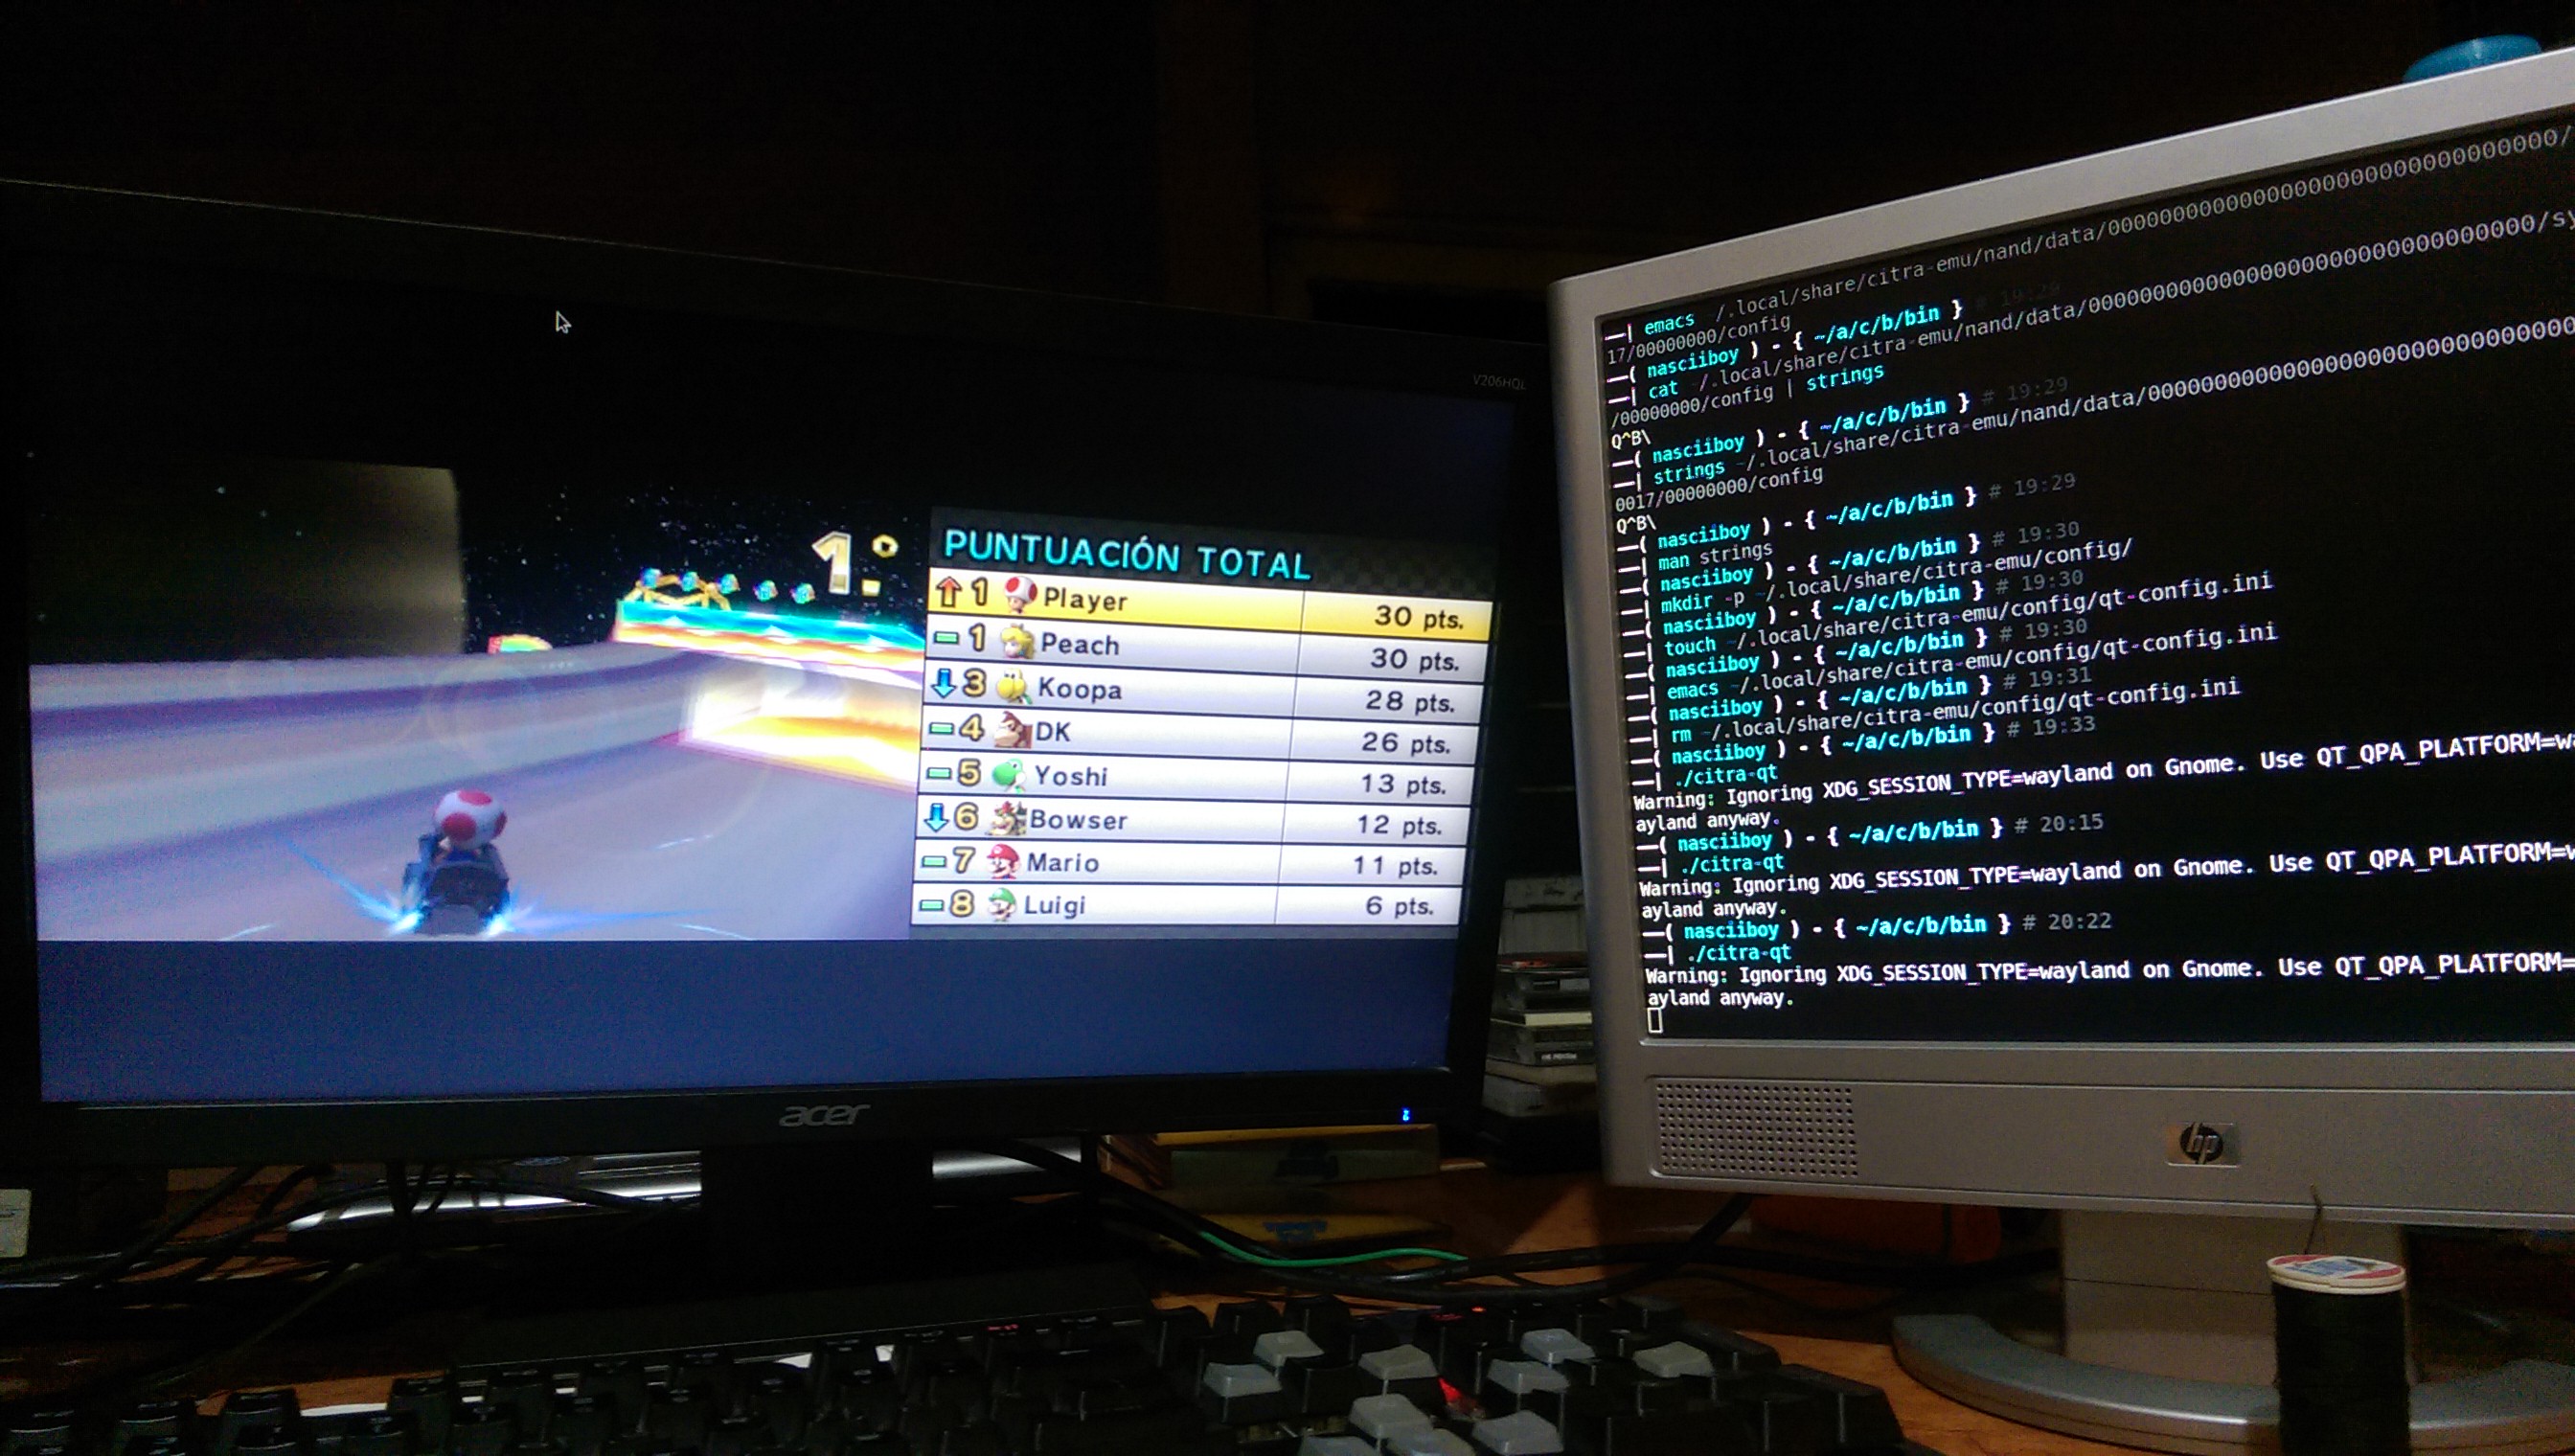 V206HQL
1.º
PUNTUACIÓN TOTAL
1 Player 30 pts.
1 Peach 30 pts.
3 Koopa 28 pts.
4 DK 26 pts.
5 Yoshi 13 pts.
6 Bowser 12 pts.
7 Mario 11 pts.
8 Luigi 6 pts.
acer
—| emacs ~/.local/share/citra-emu/nand/data/00000000000000000000000000000000/
17/00000000/config
—( nasciiboy ) - { ~/a/c/b/bin } # 19:29
—| cat ~/.local/share/citra-emu/nand/data/00000000000000000000000000000000/sy
/00000000/config | strings
Q^B\
—( nasciiboy ) - { ~/a/c/b/bin } # 19:29
—| strings ~/.local/share/citra-emu/nand/data/00000000000000000000000000000
0017/00000000/config
Q^B\
—( nasciiboy ) - { ~/a/c/b/bin } # 19:29
—| man strings
—( nasciiboy ) - { ~/a/c/b/bin } # 19:30
—| mkdir -p ~/.local/share/citra-emu/config/
—( nasciiboy ) - { ~/a/c/b/bin } # 19:30
—| touch ~/.local/share/citra-emu/config/qt-config.ini
—( nasciiboy ) - { ~/a/c/b/bin } # 19:30
—| emacs ~/.local/share/citra-emu/config/qt-config.ini
—( nasciiboy ) - { ~/a/c/b/bin } # 19:31
—| rm ~/.local/share/citra-emu/config/qt-config.ini
—( nasciiboy ) - { ~/a/c/b/bin } # 19:33
—| ./citra-qt
Warning: Ignoring XDG_SESSION_TYPE=wayland on Gnome. Use QT_QPA_PLATFORM=wa
ayland anyway.
—( nasciiboy ) - { ~/a/c/b/bin } # 20:15
—| ./citra-qt
Warning: Ignoring XDG_SESSION_TYPE=wayland on Gnome. Use QT_QPA_PLATFORM=w
ayland anyway.
—( nasciiboy ) - { ~/a/c/b/bin } # 20:22
—| ./citra-qt
Warning: Ignoring XDG_SESSION_TYPE=wayland on Gnome. Use QT_QPA_PLATFORM=
ayland anyway.
hp